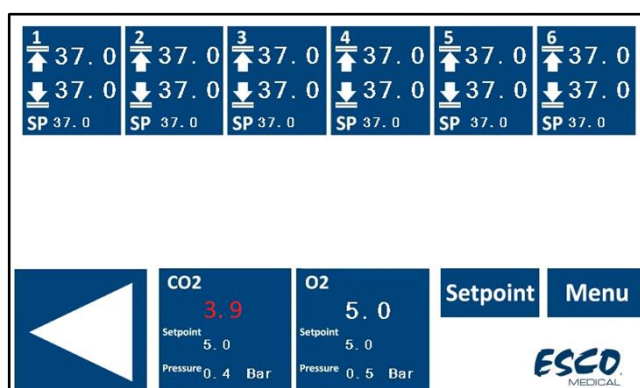 1 2 3 4 5 6
37.0 37.0 37.0 37.0 37.0 37.0
37.0 37.0 37.0 37.0 37.0 37.0
SP 37.0 SP 37.0 SP 37.0 SP 37.0 SP 37.0 SP 37.0
CO2
3.9
Setpoint
5.0
Pressure 0.4 Bar
O2
5.0
Setpoint
5.0
Pressure 0.5 Bar
Setpoint
Menu
ESCO
MEDICAL